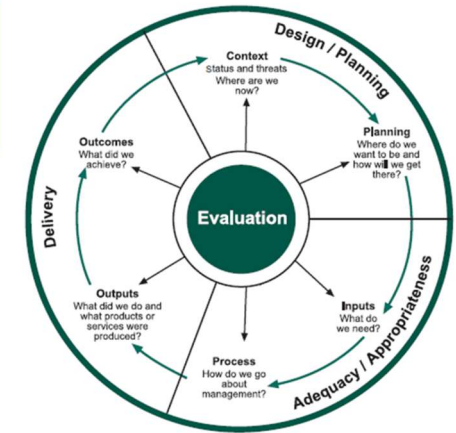 Design / Planning
Context
Status and threats
Where are we
now?
Planning
Where do we
want to be and
how will we get
there?
Adequacy / Appropriateness
Inputs
What do
we need?
Process
How do we go
about
management?
Delivery
Outputs
What did we do and
what products or
services were
produced?
Outcomes
What did we
achieve?
Evaluation